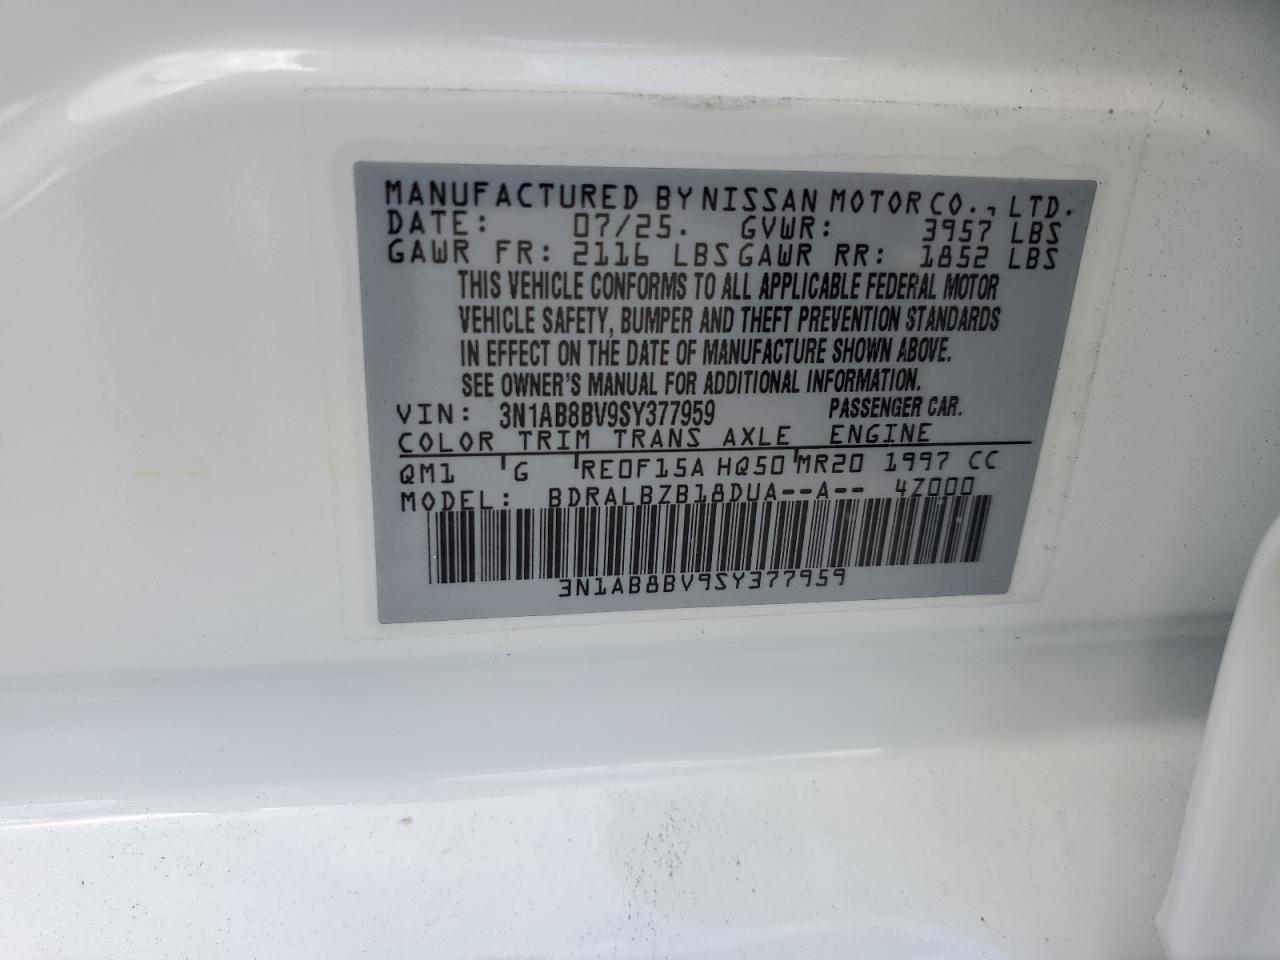 MANUFACTURED BY NISSAN MOTOR CO., LTD.
DATE: 07/25. GVWR: 3957 LBS
GAWR FR: 2116 LBS GAWR RR: 1852 LBS
THIS VEHICLE CONFORMS TO ALL APPLICABLE FEDERAL MOTOR
VEHICLE SAFETY, BUMPER AND THEFT PREVENTION STANDARDS
IN EFFECT ON THE DATE OF MANUFACTURE SHOWN ABOVE.
SEE OWNER'S MANUAL FOR ADDITIONAL INFORMATION.
VIN: 3N1AB8BV9SY377959 PASSENGER CAR.
COLOR TRIM TRANS AXLE ENGINE
QM1 G RE0F15A HQ50 MR20 1997 CC
MODEL: BDRALBZB18DUA--A-- 4Z000
3N1AB8BV9SY377959